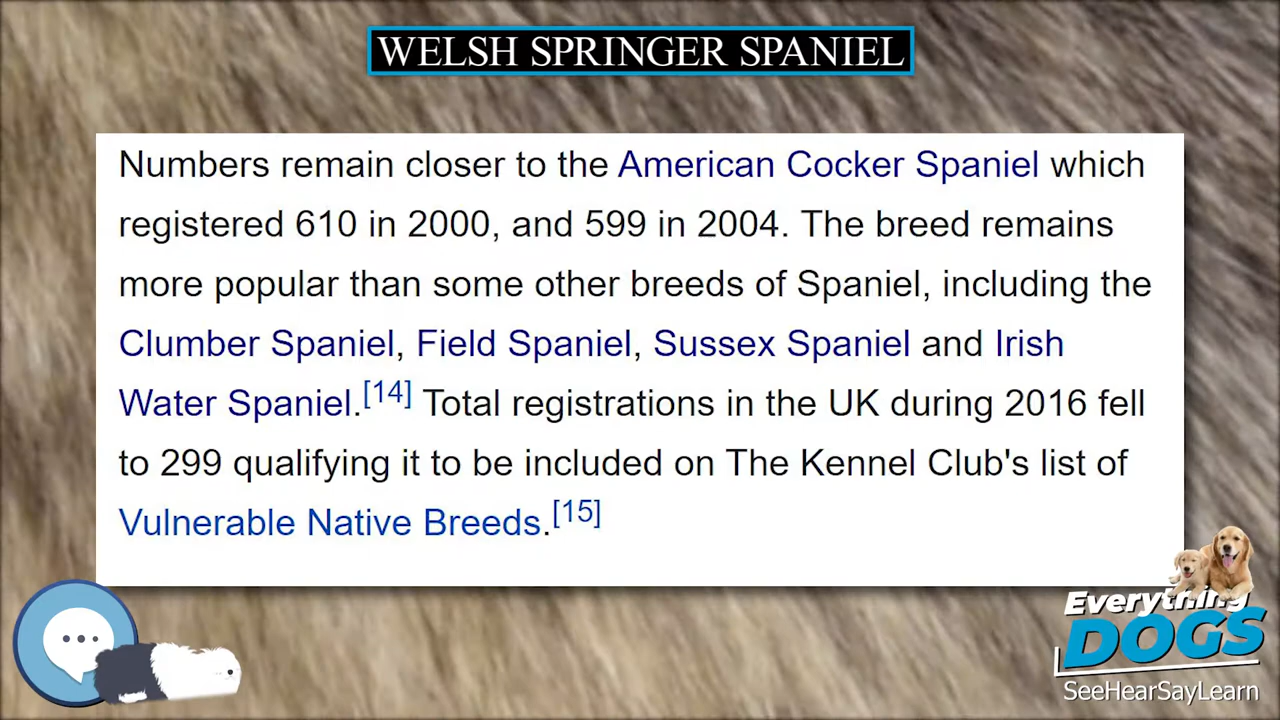 WELSH SPRINGER SPANIEL
Numbers remain closer to the American Cocker Spaniel which
registered 610 in 2000, and 599 in 2004. The breed remains
more popular than some other breeds of Spaniel, including the
Clumber Spaniel, Field Spaniel, Sussex Spaniel and Irish
Water Spaniel.[14] Total registrations in the UK during 2016 fell
to 299 qualifying it to be included on The Kennel Club's list of
Vulnerable Native Breeds.[15]
Everything
DOGS
SeeHearSayLearn